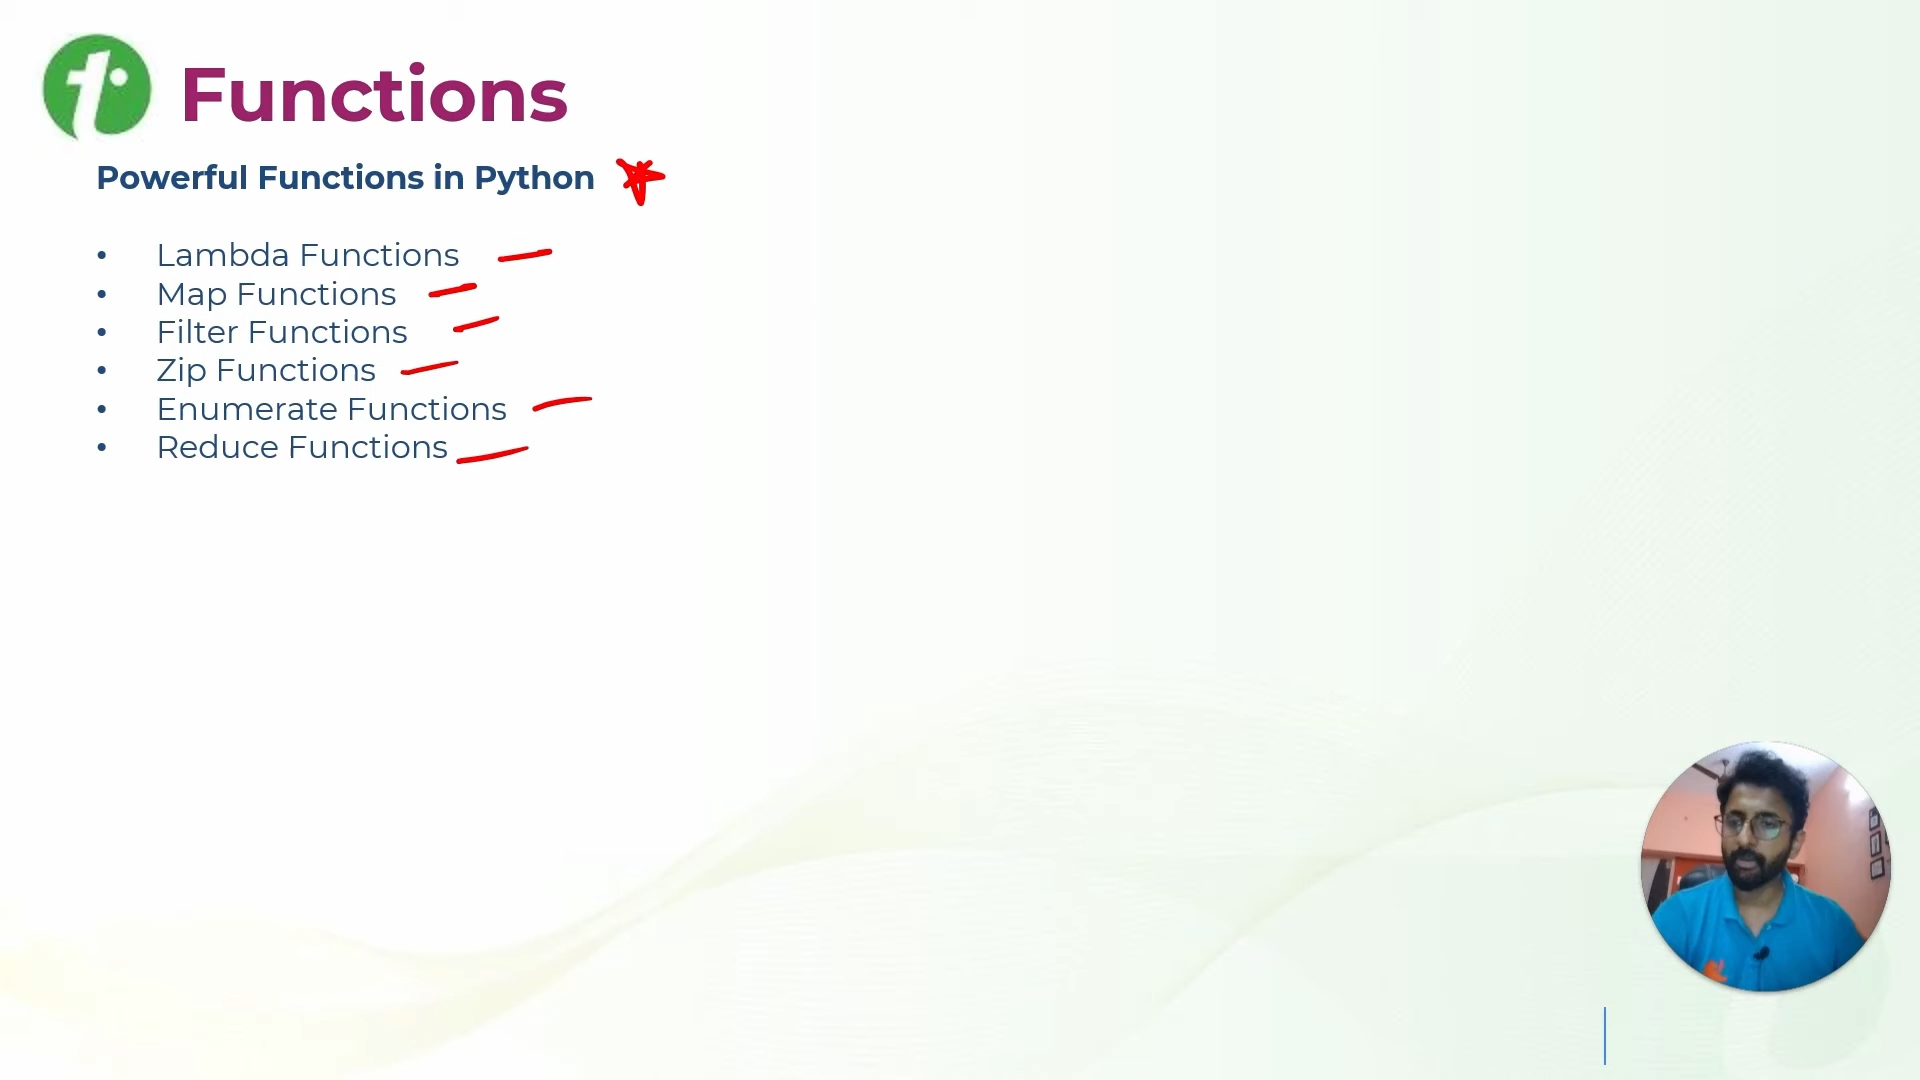 Functions
Powerful Functions in Python
• Lambda Functions
• Map Functions
• Filter Functions
• Zip Functions
• Enumerate Functions
• Reduce Functions